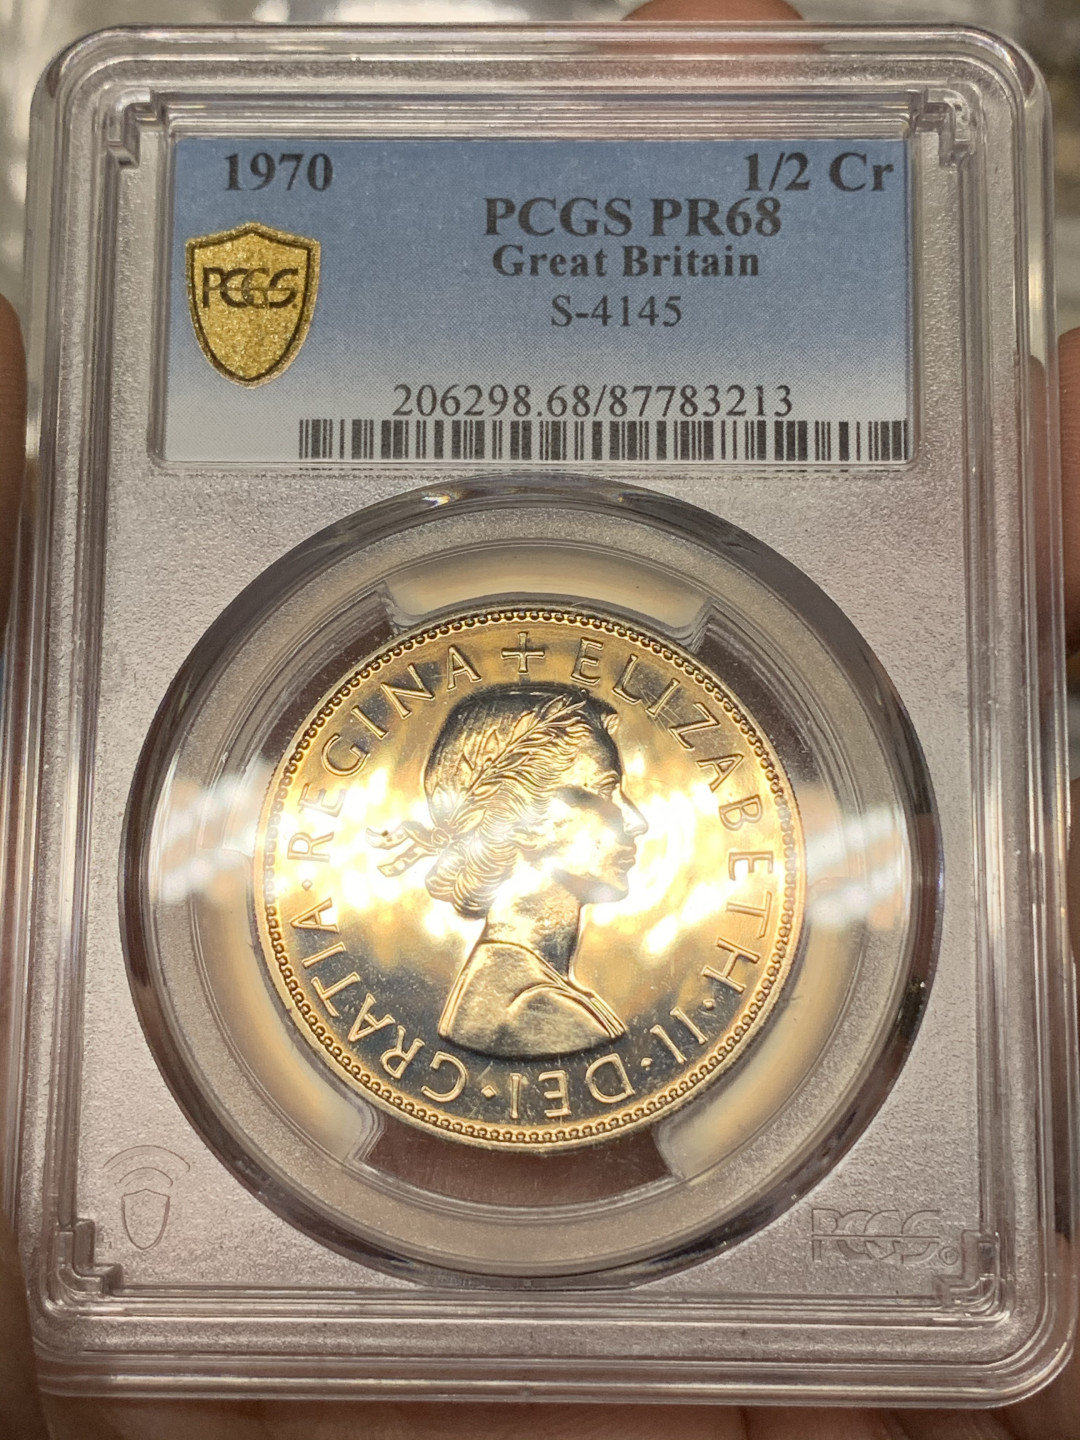 1970 1/2 Cr
PCGS PR68
Great Britain
S-4145
PCGS
206298.68/87783213
+ ELIZABETH · II · DEI · GRATIA · REGINA
PCGS